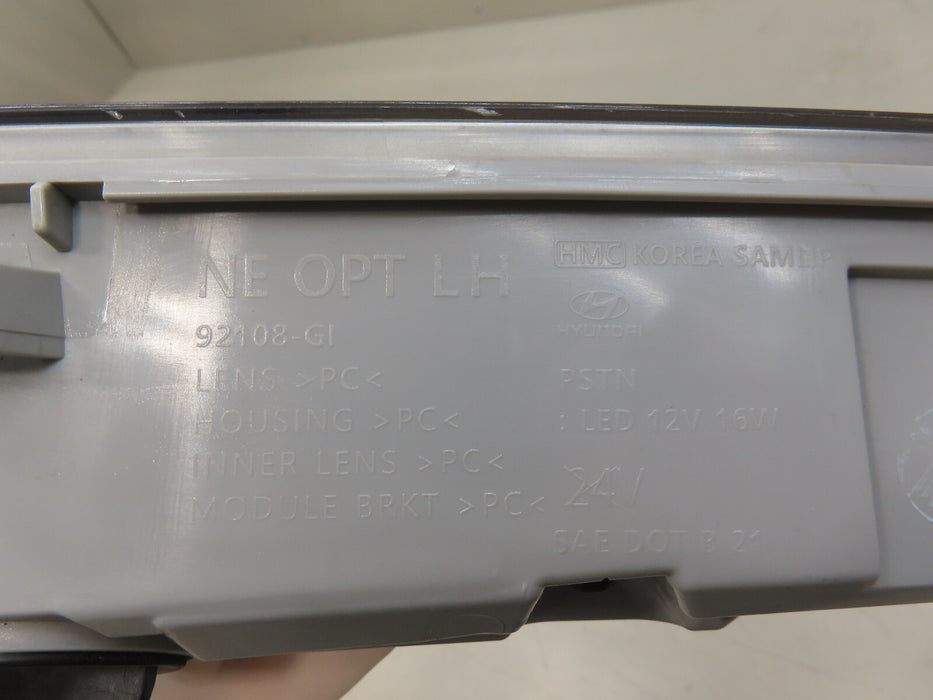 NE OPT LH
92108-GI
LENS >PC<
HOUSING >PC<
INNER LENS >PC<
MODULE BRKT >PC<
HMC KOREA SAMLIP
HYUNDAI
PSTN
: LED 12V 16W
SAE DOT B 21